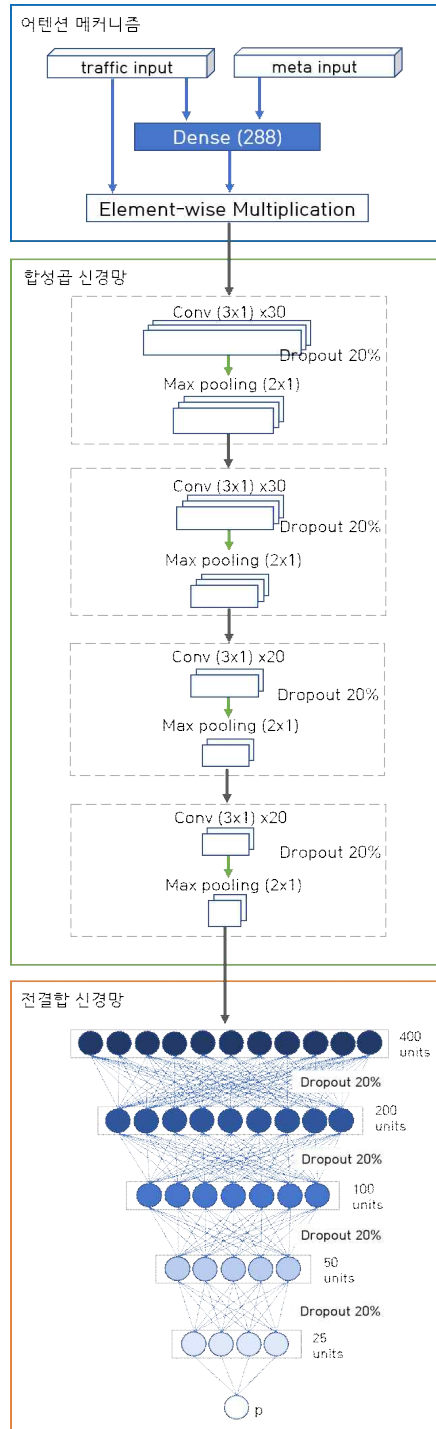 어텐션 메커니즘
traffic input
meta input
Dense (288)
Element-wise Multiplication
합성곱 신경망
Conv (3x1) x30
Dropout 20%
Max pooling (2x1)
Conv (3x1) x30
Dropout 20%
Max pooling (2x1)
Conv (3x1) x20
Dropout 20%
Max pooling (2x1)
Conv (3x1) x20
Dropout 20%
Max pooling (2x1)
전결합 신경망
400
units
Dropout 20%
200
units
Dropout 20%
100
units
Dropout 20%
50
units
Dropout 20%
25
units
p